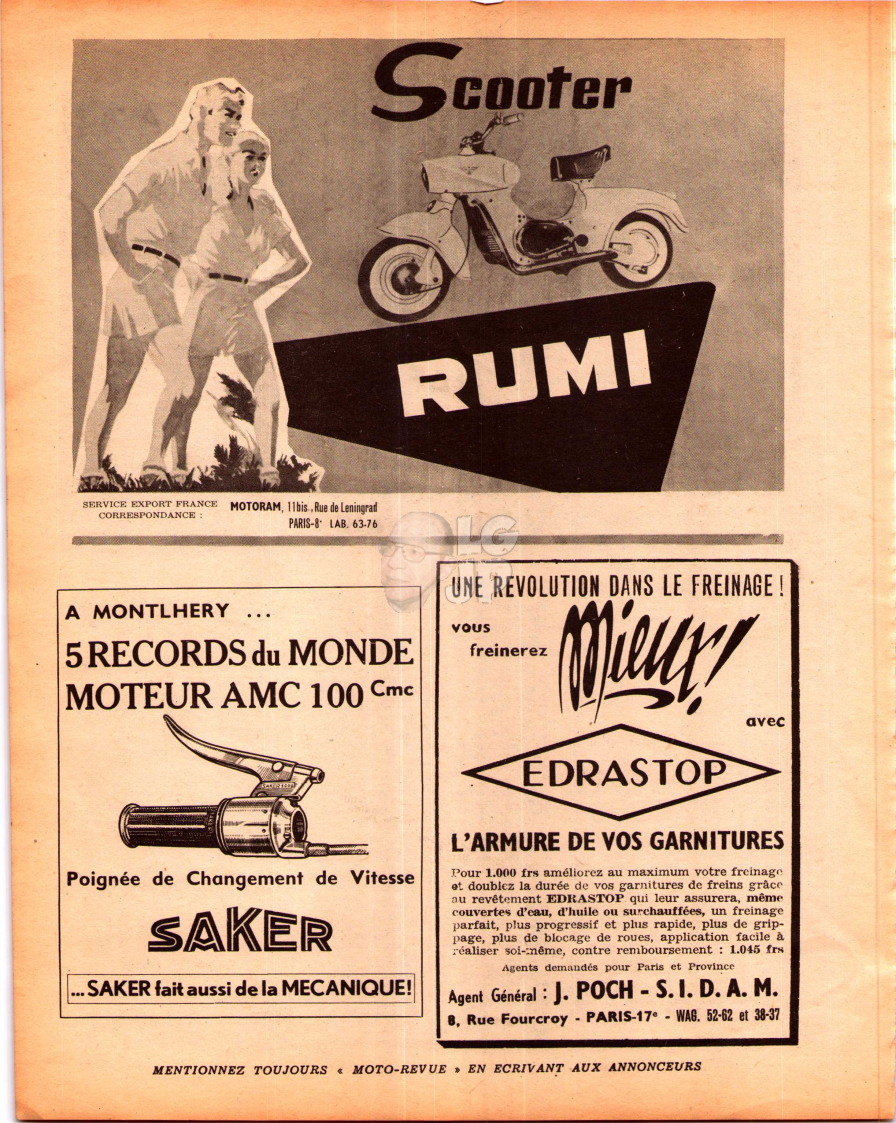 Scooter
RUMI
SERVICE EXPORT FRANCE
CORRESPONDANCE :
MOTORAM, 11bis., Rue de Leningrad
PARIS-8e LAB. 63-76
LG
JP
A MONTLHERY ...
5 RECORDS du MONDE
MOTEUR AMC 100 Cmc
Poignée de Changement de Vitesse
SAKER
...SAKER fait aussi de la MECANIQUE!
UNE REVOLUTION DANS LE FREINAGE!
vous
freinerez
Mieux!
avec
EDRASTOP
L'ARMURE DE VOS GARNITURES
Pour 1.000 frs améliorez au maximum votre freinage
et doublez la durée de vos garnitures de freins grâce
au revêtement EDRASTOP qui leur assurera, même
couvertes d'eau, d'huile ou surchauffées, un freinage
parfait, plus progressif et plus rapide, plus de grip-
page, plus de blocage de roues, application facile à
réaliser soi-même, contre remboursement : 1.045 frs
Agents demandés pour Paris et Province
Agent Général : J. POCH - S. I. D. A. M.
8, Rue Fourcroy - PARIS-17e - WAG. 52-62 et 38-37
MENTIONNEZ TOUJOURS « MOTO-REVUE » EN ECRIVANT AUX ANNONCEURS